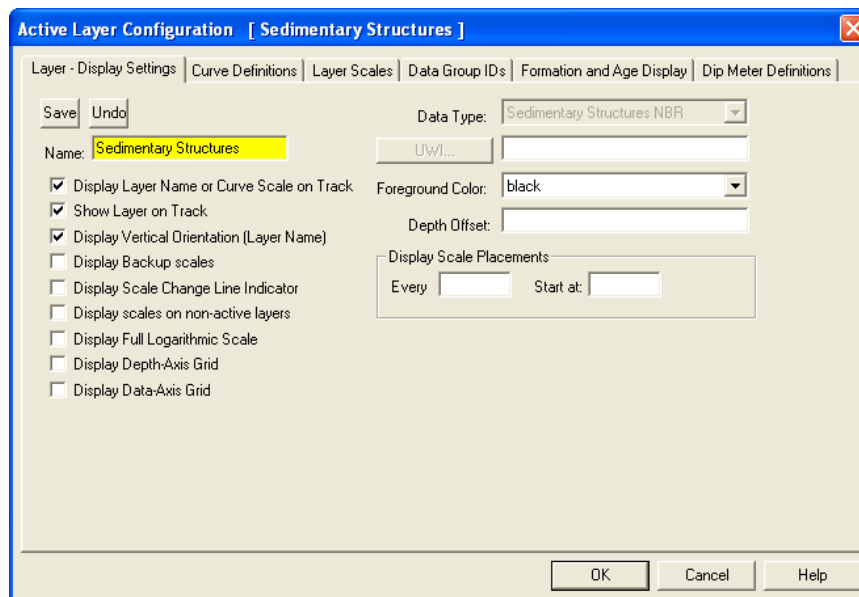 Active Layer Configuration [ Sedimentary Structures ]
Layer - Display Settings Curve Definitions Layer Scales Data Group IDs Formation and Age Display Dip Meter Definitions
Save Undo
Name: Sedimentary Structures
Display Layer Name or Curve Scale on Track
Show Layer on Track
Display Vertical Orientation (Layer Name)
Display Backup scales
Display Scale Change Line Indicator
Display scales on non-active layers
Display Full Logarithmic Scale
Display Depth-Axis Grid
Display Data-Axis Grid
Data Type: Sedimentary Structures NBR
UWI...
Foreground Color: black
Depth Offset:
Display Scale Placements
Every Start at:
OK Cancel Help